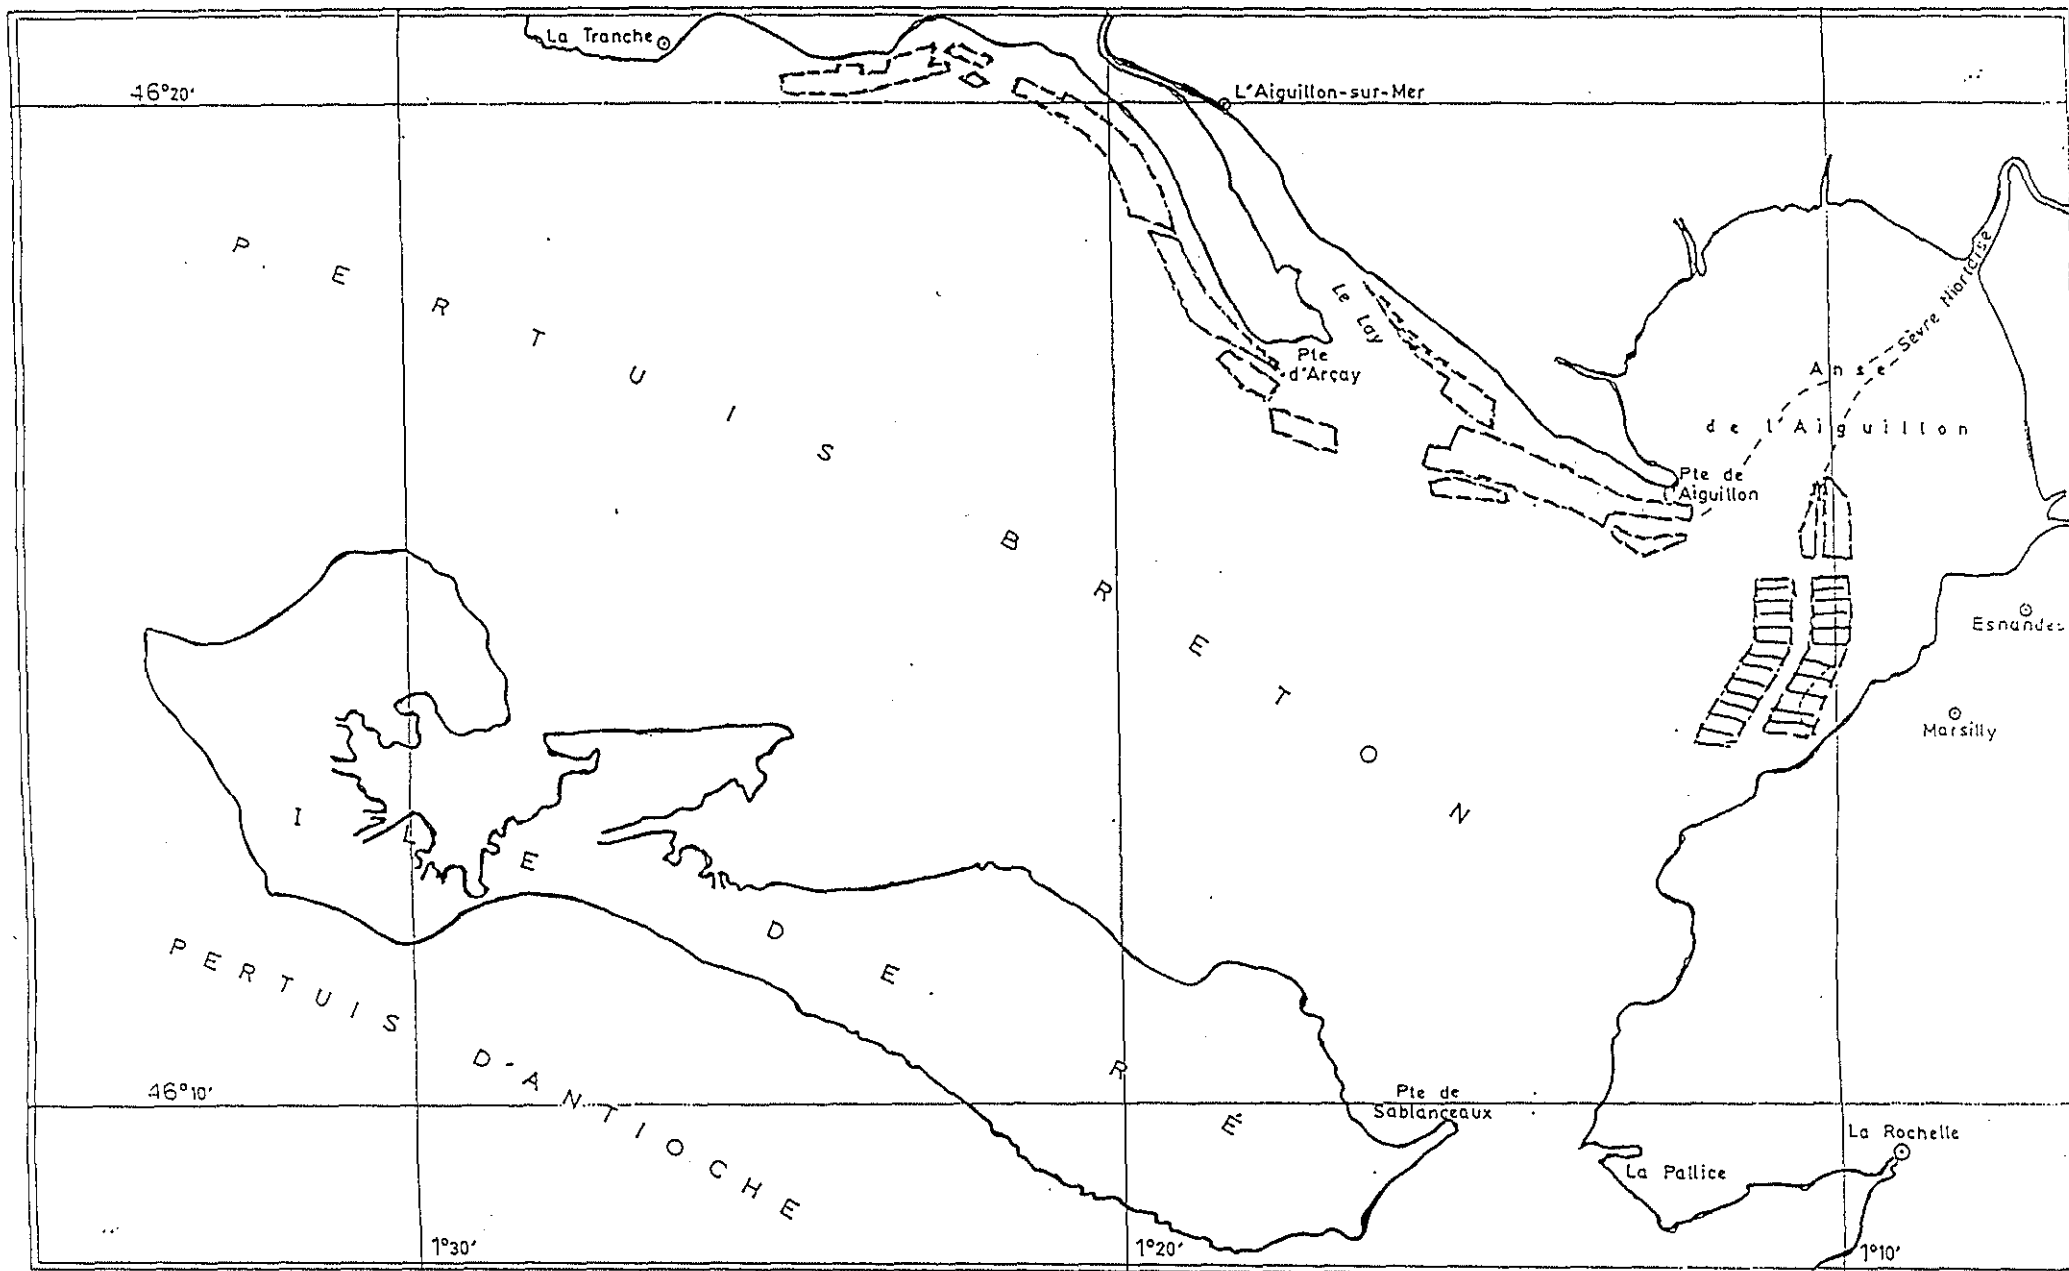 La Tranche
46°20'
L'Aiguillon-sur-Mer
PERTUIS BRETON
Le Lay
Sèvre Niortaise
Pte
d'Arçay
Anse
de l'Aiguillon
Pte de
l'Aiguillon
Esnandes
Marsilly
ILE DE RÉ
PERTUIS D'ANTIOCHE
46°10'
Pte de
Sablanceaux
La Rochelle
La Pallice
1°30'
1°20'
1°10'